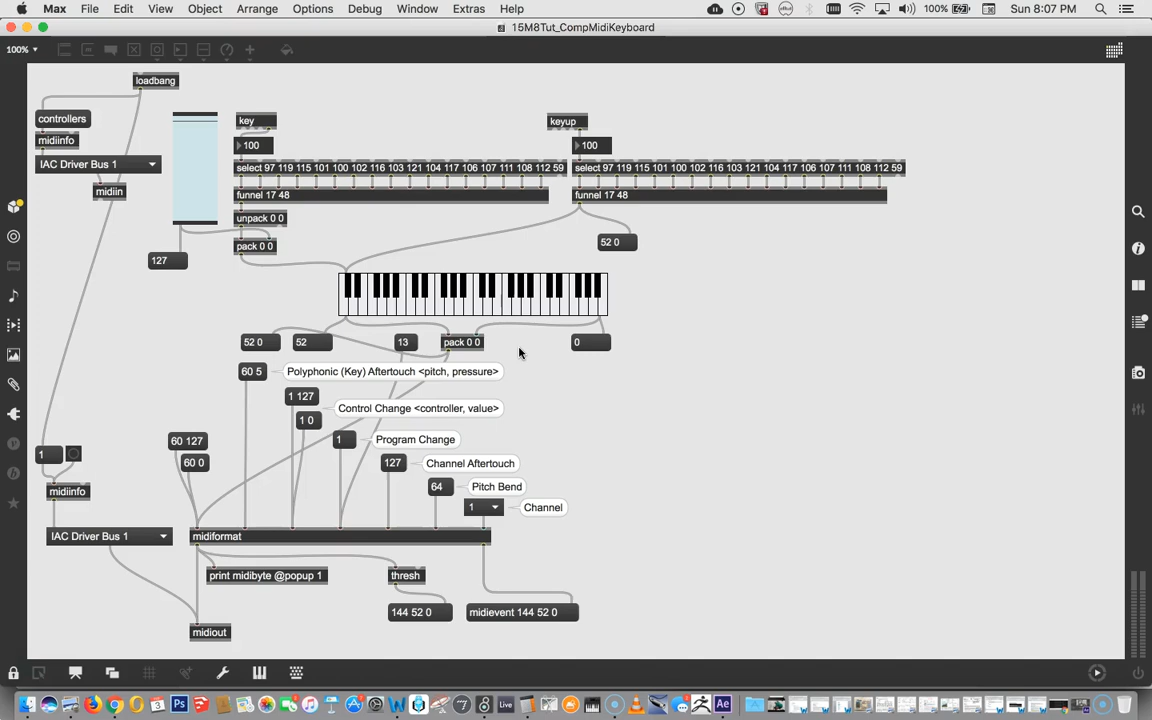 Max File Edit View Object Arrange Options Debug Window Extras Help 100% Sun 8:07 PM
15M8Tut_CompMidiKeyboard
100%
loadbang
controllers
key
keyup
midiinfo
100
100
IAC Driver Bus 1
select 97 119 115 101 100 102 116 103 121 104 117 106 107 111 108 112 59
select 97 119 115 101 100 102 116 103 121 104 117 106 107 111 108 112 59
midiin
funnel 17 48
funnel 17 48
unpack 0 0
pack 0 0
52 0
127
52 0
52
13
pack 0 0
0
60 5
Polyphonic (Key) Aftertouch <pitch, pressure>
1 127
Control Change <controller, value>
1 0
60 127
1
Program Change
1
60 0
127
Channel Aftertouch
64
Pitch Bend
midiinfo
1
Channel
IAC Driver Bus 1
midiformat
print midibyte @popup 1
thresh
144 52 0
midievent 144 52 0
midiout